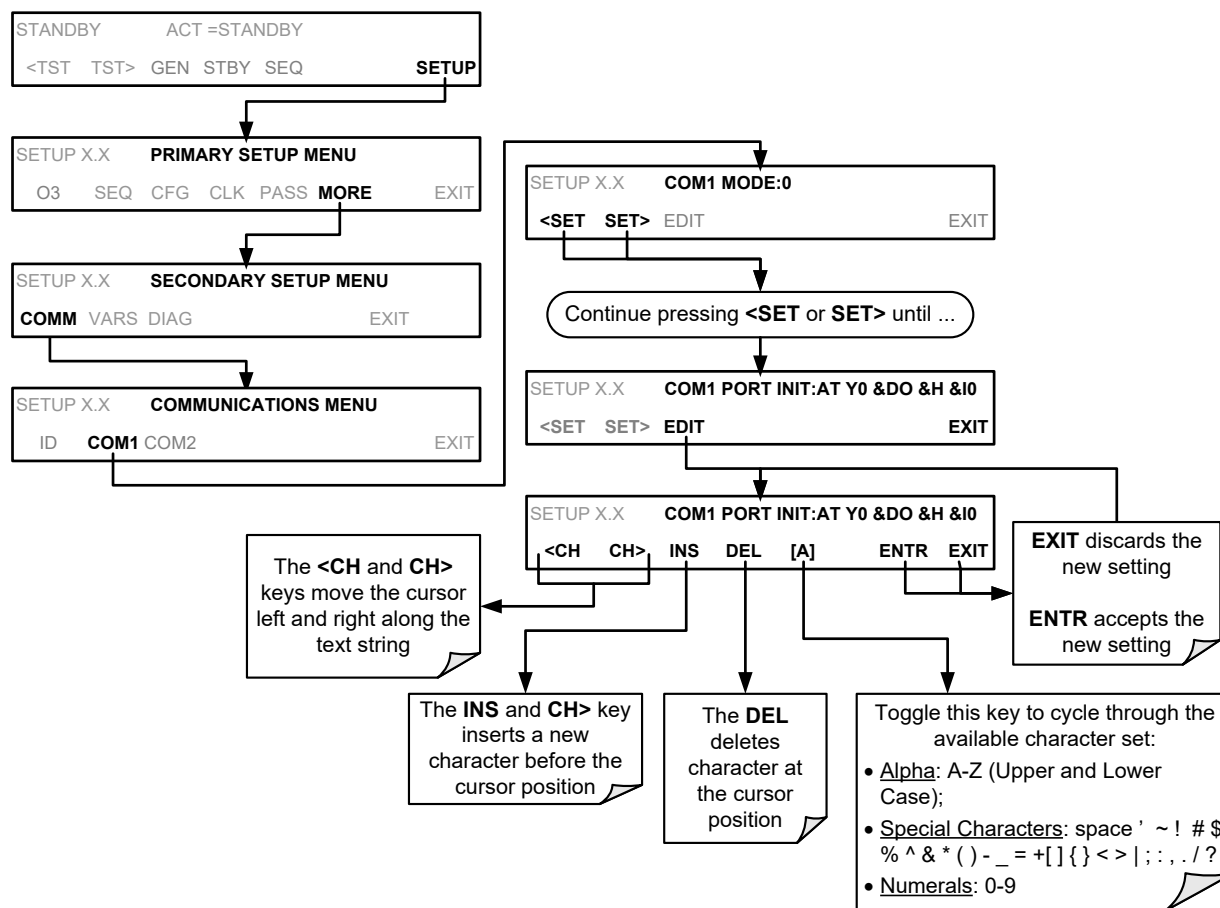 STANDBY ACT =STANDBY
<TST TST> GEN STBY SEQ SETUP
SETUP X.X PRIMARY SETUP MENU
O3 SEQ CFG CLK PASS MORE EXIT
SETUP X.X SECONDARY SETUP MENU
COMM VARS DIAG EXIT
SETUP X.X COMMUNICATIONS MENU
ID COM1 COM2 EXIT
SETUP X.X COM1 MODE:0
<SET SET> EDIT EXIT
Continue pressing <SET or SET> until ...
SETUP X.X COM1 PORT INIT:AT Y0 &DO &H &I0
<SET SET> EDIT EXIT
SETUP X.X COM1 PORT INIT:AT Y0 &DO &H &I0
<CH CH> INS DEL [A] ENTR EXIT
The <CH and CH>
keys move the cursor
left and right along the
text string
EXIT discards the
new setting
ENTR accepts the
new setting
The INS and CH> key
inserts a new
character before the
cursor position
The DEL
deletes
character at
the cursor
position
Toggle this key to cycle through the
available character set:
• Alpha: A-Z (Upper and Lower
Case);
• Special Characters: space ’ ~ ! # $
% ^ & * ( ) - _ = +[ ] { } < > | ; : , . / ?
• Numerals: 0-9